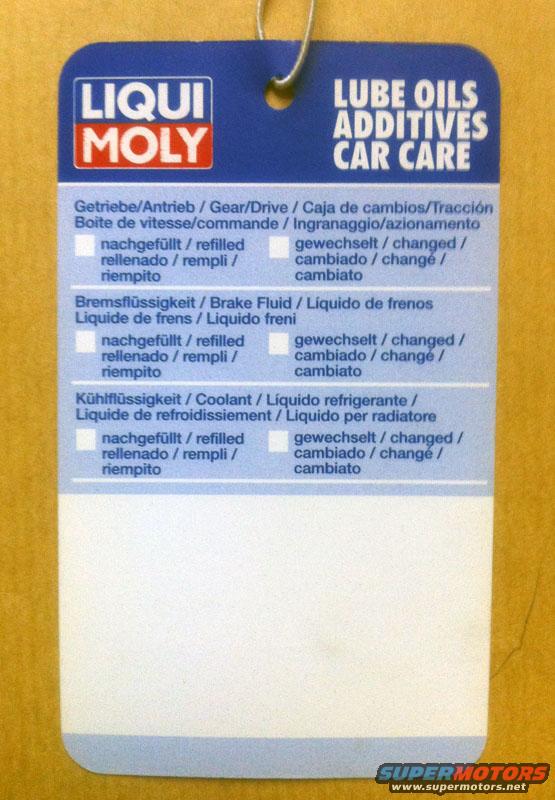 LIQUI
MOLY
LUBE OILS
ADDITIVES
CAR CARE
Getriebe/Antrieb / Gear/Drive / Caja de cambios/Tracción
Boite de vitesse/commande / Ingranaggio/azionamento
nachgefüllt / refilled
rellenado / rempli /
riempito
gewechselt / changed /
cambiado / changé /
cambiato
Bremsflüssigkeit / Brake Fluid / Líquido de frenos
Liquide de frens / Liquido freni
nachgefüllt / refilled
rellenado / rempli /
riempito
gewechselt / changed /
cambiado / changé /
cambiato
Kühlflüssigkeit / Coolant / Líquido refrigerante /
Liquide de refroidissement / Liquido per radiatore
nachgefüllt / refilled
rellenado / rempli /
riempito
gewechselt / changed /
cambiado / changé /
cambiato
SUPERMOTORS
www.supermotors.net